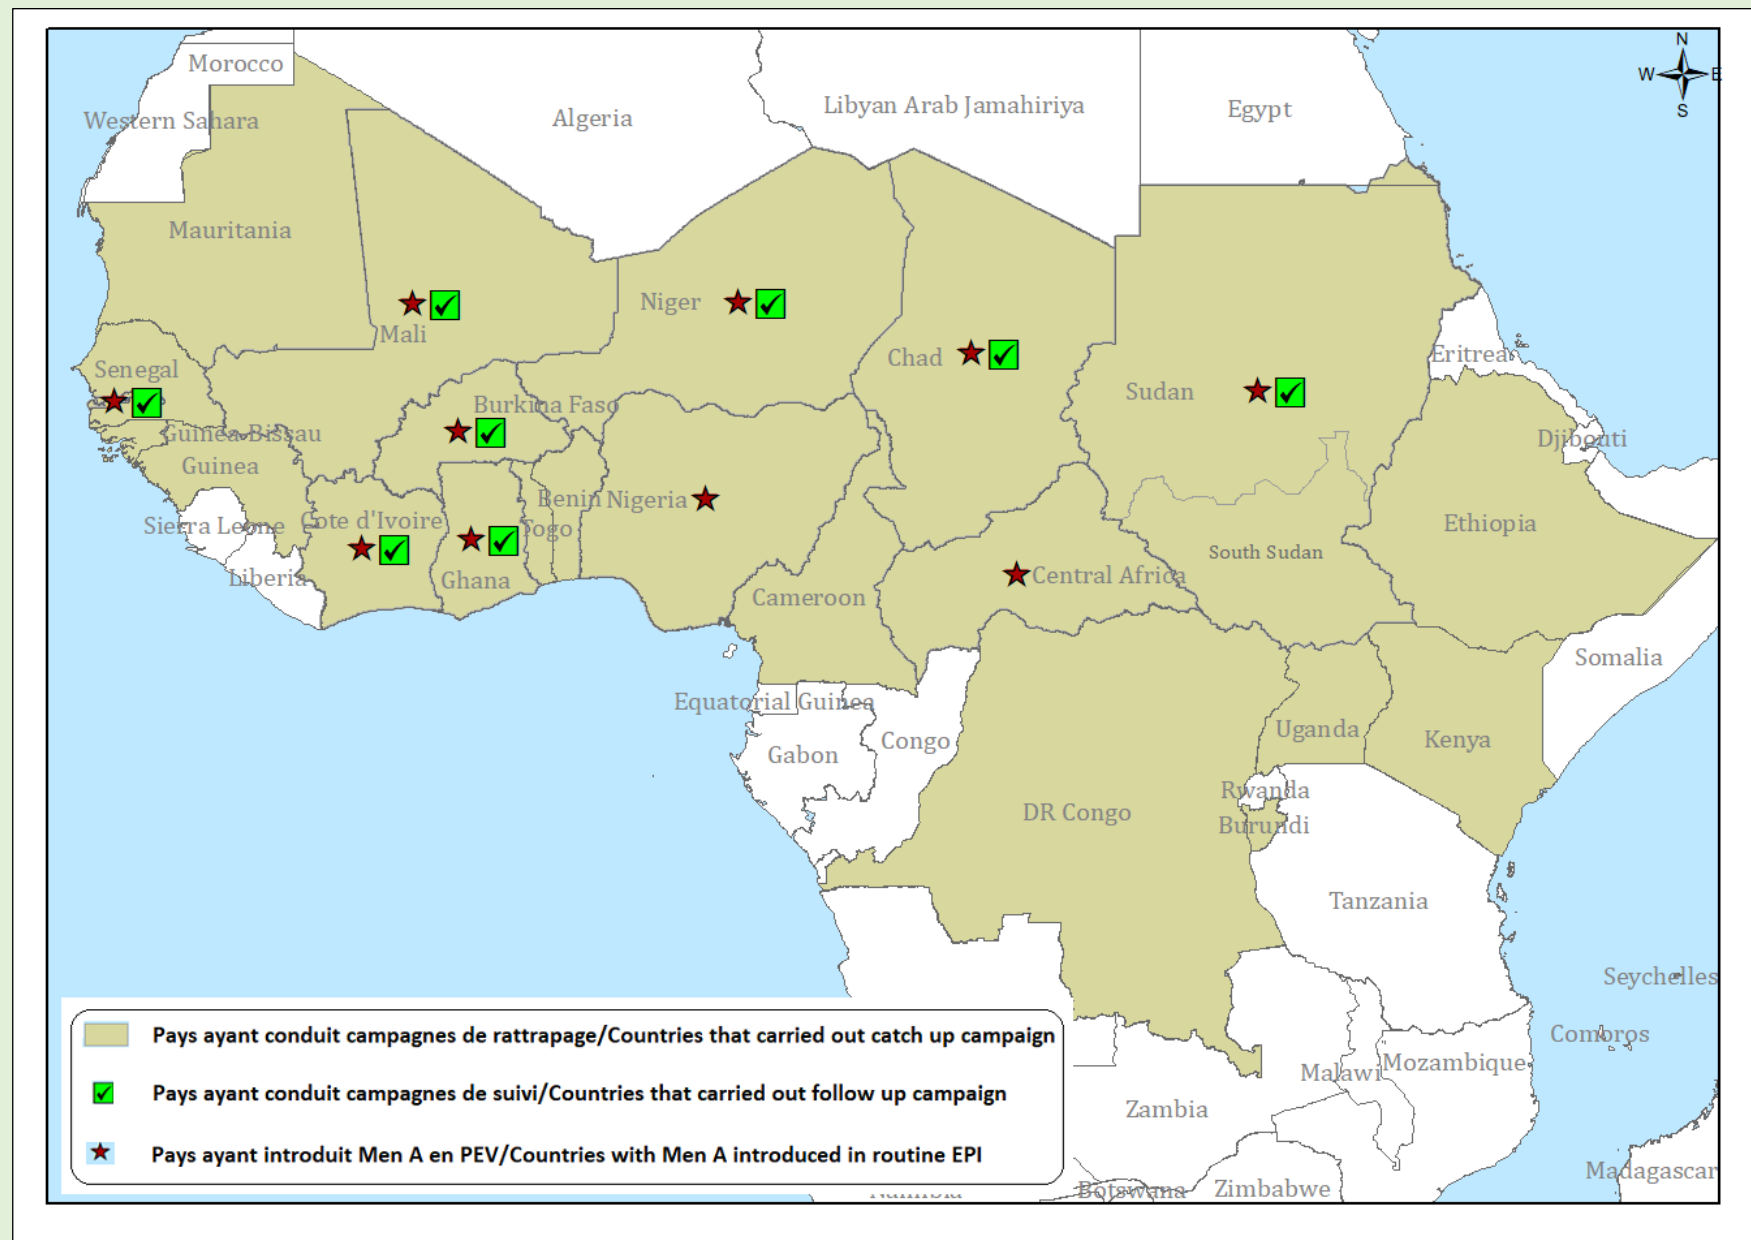 N
W
E
S
Morocco
Western Sahara
Algeria
Libyan Arab Jamahiriya
Egypt
Mauritania
Mali
Niger
Chad
Sudan
Eritrea
Senegal
Burkina Faso
Djibouti
Guinea-Bissau
Guinea
Benin
Nigeria
Sierra Leone
Cote d'Ivoire
Togo
Ethiopia
South Sudan
Liberia
Ghana
Central Africa
Cameroon
Somalia
Equatorial Guinea
Gabon
Congo
Uganda
Kenya
Rwanda
DR Congo
Burundi
Tanzania
Seychelles
Comoros
Malawi
Mozambique
Zambia
Madagascar
Namibia
Botswana
Zimbabwe
Pays ayant conduit campagnes de rattrapage/Countries that carried out catch up campaign
Pays ayant conduit campagnes de suivi/Countries that carried out follow up campaign
Pays ayant introduit Men A en PEV/Countries with Men A introduced in routine EPI